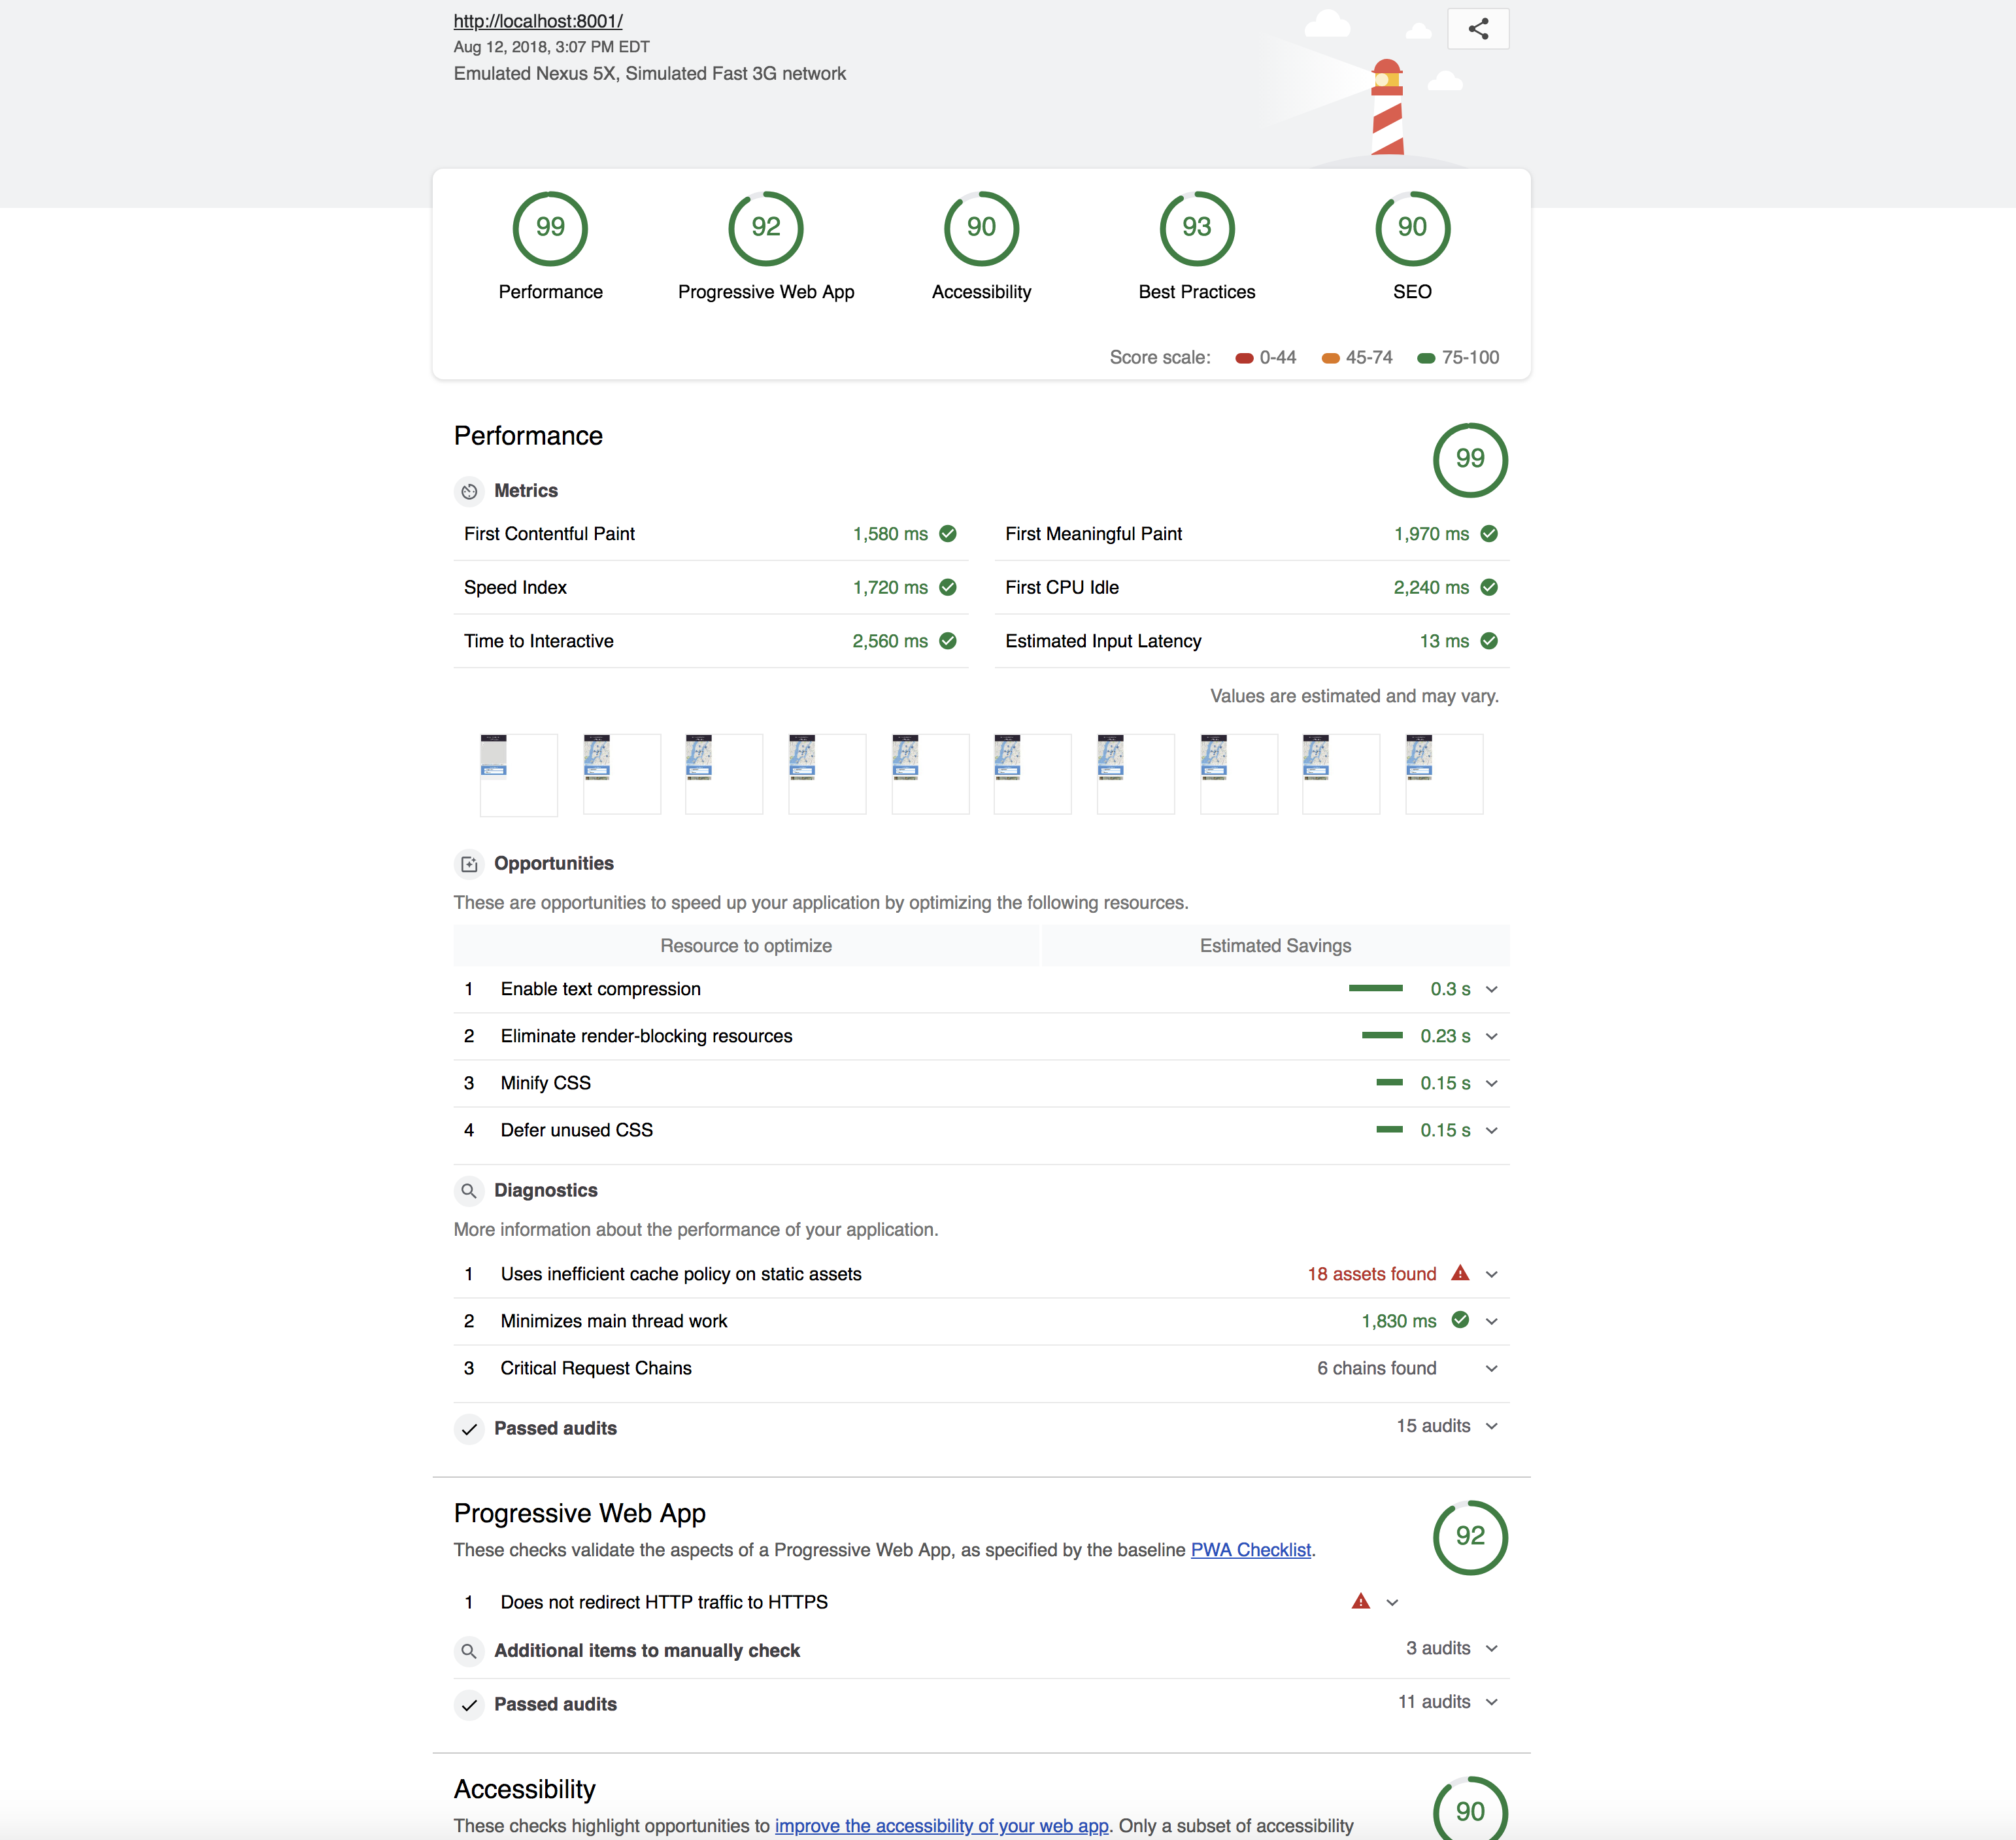 http://localhost:8001/
Aug 12, 2018, 3:07 PM EDT
Emulated Nexus 5X, Simulated Fast 3G network
99 92 90 93 90
Performance Progressive Web App Accessibility Best Practices SEO
Score scale: 0-44 45-74 75-100
Performance 99
Metrics
First Contentful Paint 1,580 ms First Meaningful Paint 1,970 ms
Speed Index 1,720 ms First CPU Idle 2,240 ms
Time to Interactive 2,560 ms Estimated Input Latency 13 ms
Values are estimated and may vary.
Opportunities
These are opportunities to speed up your application by optimizing the following resources.
Resource to optimize Estimated Savings
1 Enable text compression 0.3 s
2 Eliminate render-blocking resources 0.23 s
3 Minify CSS 0.15 s
4 Defer unused CSS 0.15 s
Diagnostics
More information about the performance of your application.
1 Uses inefficient cache policy on static assets 18 assets found
2 Minimizes main thread work 1,830 ms
3 Critical Request Chains 6 chains found
Passed audits 15 audits
Progressive Web App 92
These checks validate the aspects of a Progressive Web App, as specified by the baseline PWA Checklist.
1 Does not redirect HTTP traffic to HTTPS
Additional items to manually check 3 audits
Passed audits 11 audits
Accessibility 90
These checks highlight opportunities to improve the accessibility of your web app. Only a subset of accessibility